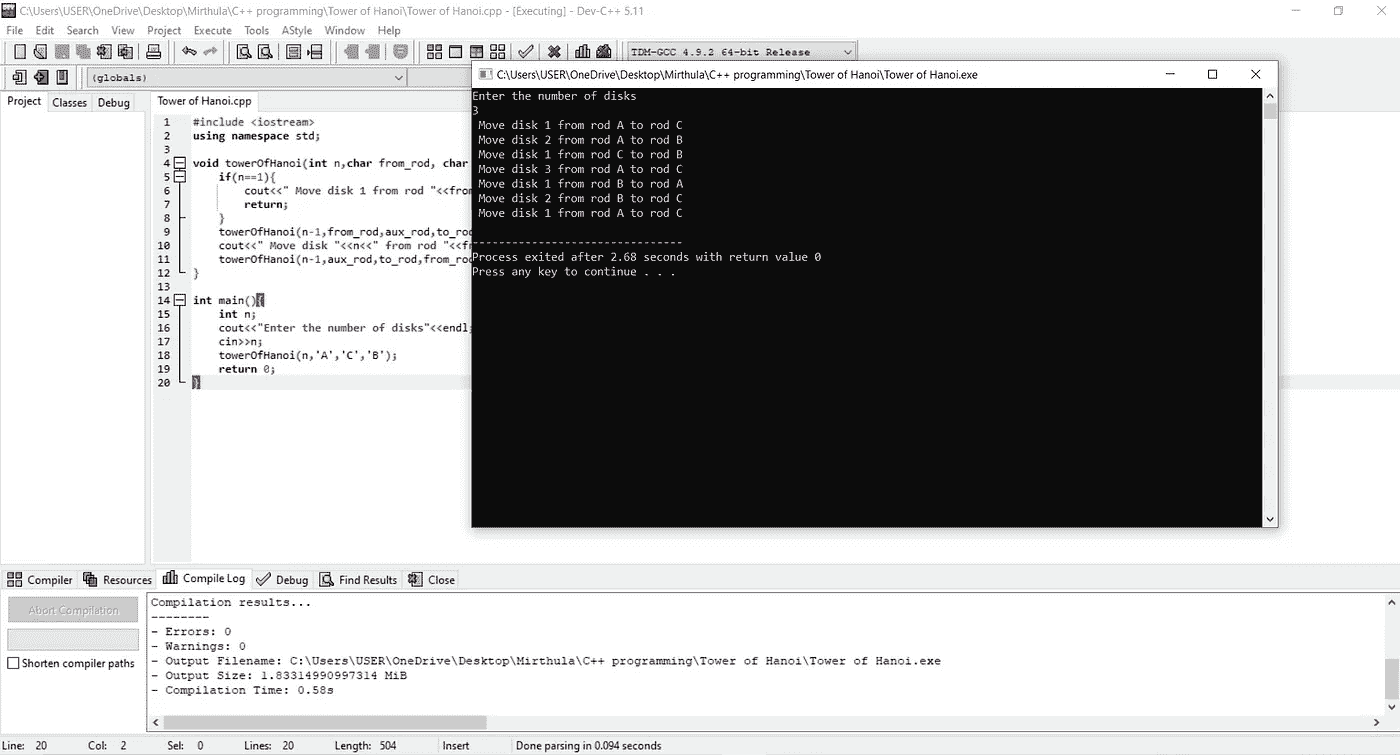 C:\Users\USER\OneDrive\Desktop\Mirthula\C++ programming\Tower of Hanoi\Tower of Hanoi.cpp - [Executing] - Dev-C++ 5.11
File Edit Search View Project Execute Tools AStyle Window Help
TDM-GCC 4.9.2 64-bit Release
(globals)
Project Classes Debug
Tower of Hanoi.cpp
1 #include <iostream>
2 using namespace std;
3
4 void towerOfHanoi(int n,char from_rod, char
5 if(n==1){
6 cout<<" Move disk 1 from rod "<<fro
7 return;
8 }
9 towerOfHanoi(n-1,from_rod,aux_rod,to_ro
10 cout<<" Move disk "<<n<<" from rod "<<f
11 towerOfHanoi(n-1,aux_rod,to_rod,from_ro
12 }
13
14 int main(){
15 int n;
16 cout<<"Enter the number of disks"<<endl;
17 cin>>n;
18 towerOfHanoi(n,'A','C','B');
19 return 0;
20 }
C:\Users\USER\OneDrive\Desktop\Mirthula\C++ programming\Tower of Hanoi\Tower of Hanoi.exe
Enter the number of disks
3
Move disk 1 from rod A to rod C
Move disk 2 from rod A to rod B
Move disk 1 from rod C to rod B
Move disk 3 from rod A to rod C
Move disk 1 from rod B to rod A
Move disk 2 from rod B to rod C
Move disk 1 from rod A to rod C
--------------------------------
Process exited after 2.68 seconds with return value 0
Press any key to continue . . .
Compiler Resources Compile Log Debug Find Results Close
Abort Compilation
Shorten compiler paths
Compilation results...
--------
- Errors: 0
- Warnings: 0
- Output Filename: C:\Users\USER\OneDrive\Desktop\Mirthula\C++ programming\Tower of Hanoi\Tower of Hanoi.exe
- Output Size: 1.83314990997314 MiB
- Compilation Time: 0.58s
Line: 20 Col: 2 Sel: 0 Lines: 20 Length: 504 Insert Done parsing in 0.094 seconds